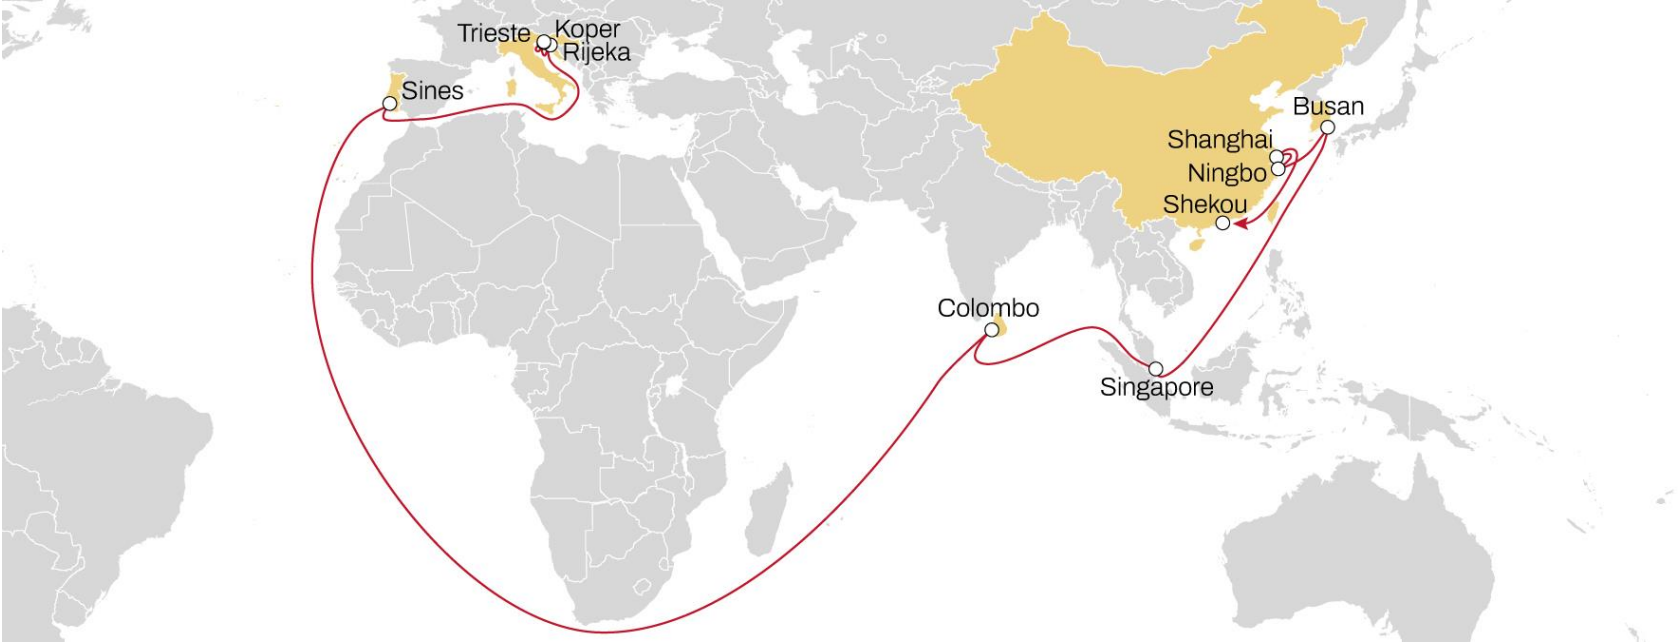 Trieste
Koper
Rijeka
Sines
Busan
Shanghai
Ningbo
Shekou
Colombo
Singapore